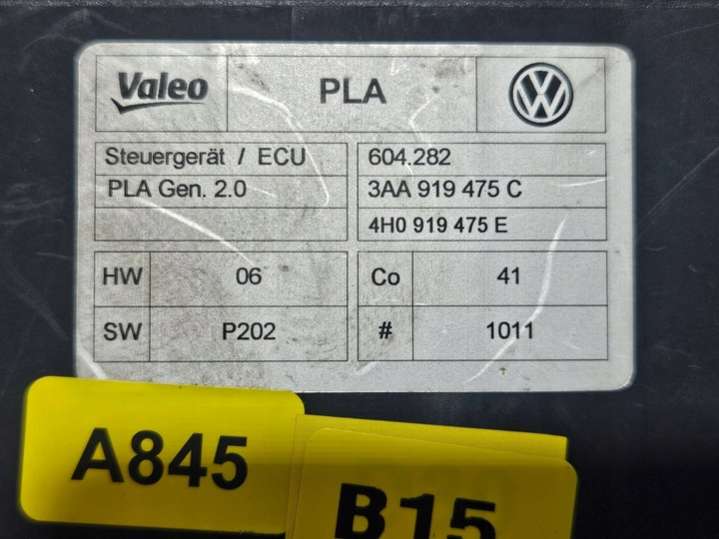 Valeo PLA
Steuergerät / ECU 604.282
PLA Gen. 2.0 3AA 919 475 C
4H0 919 475 E
HW 06 Co 41
SW P202 # 1011
A845
B15